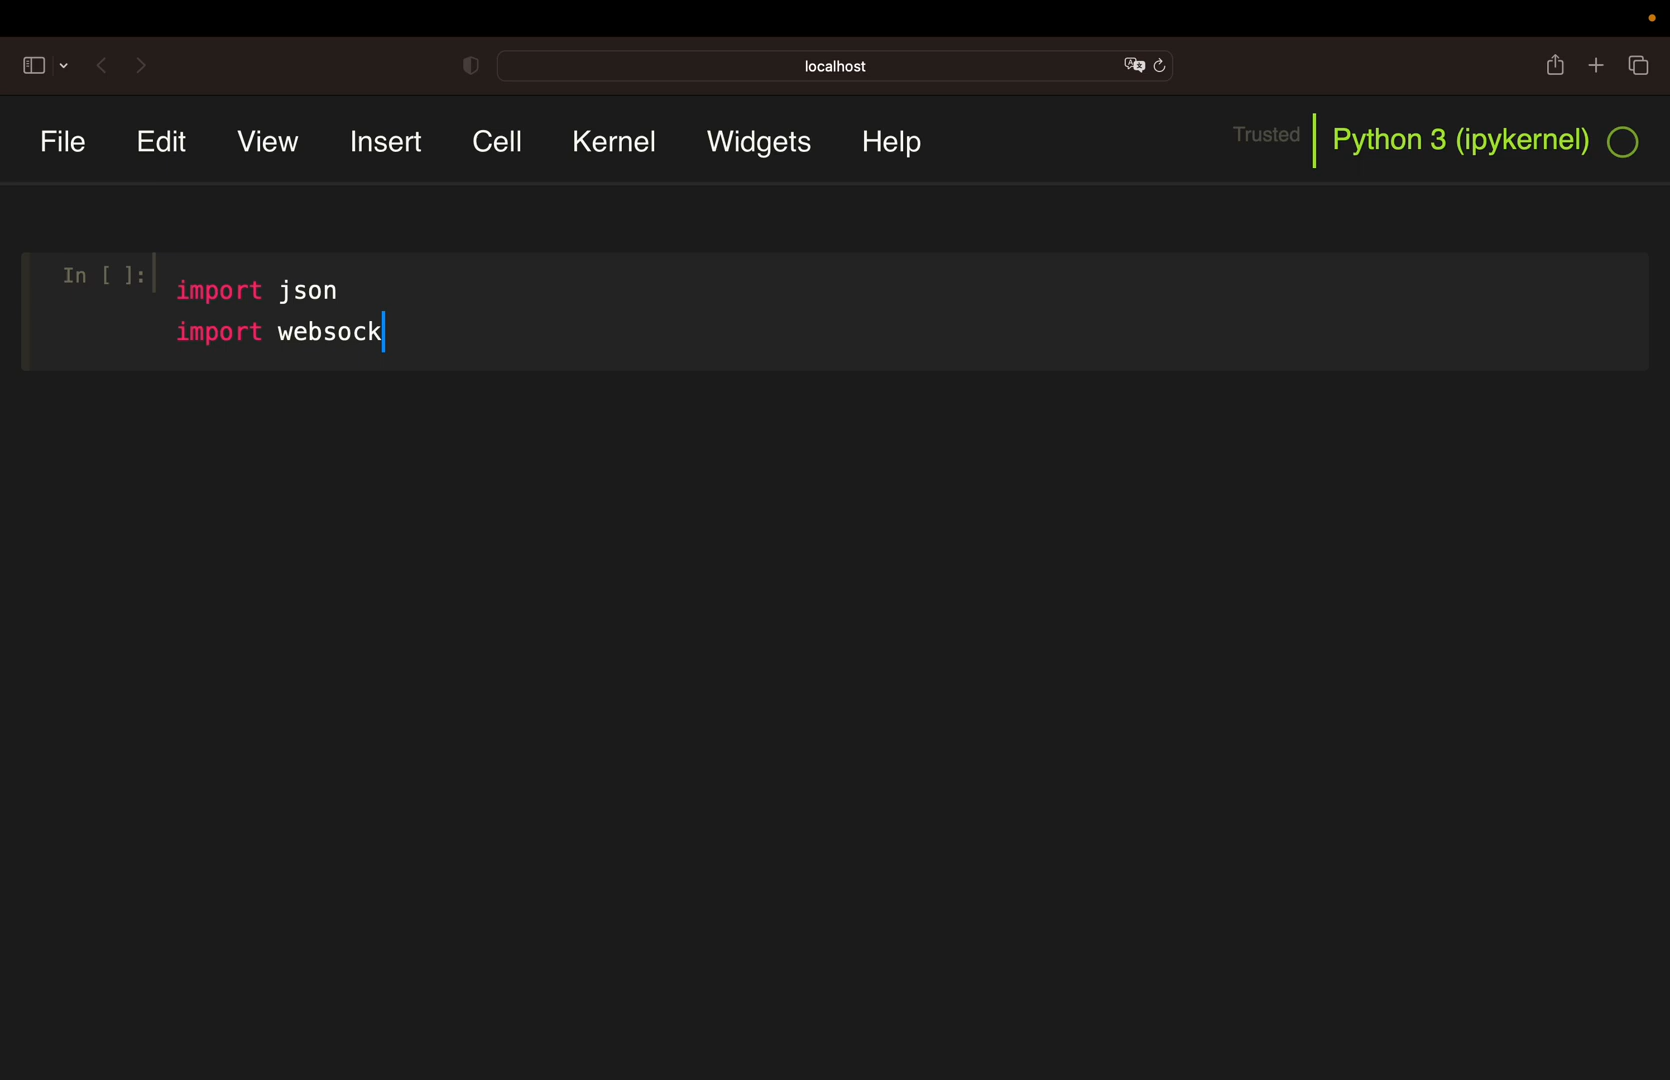 localhost
File Edit View Insert Cell Kernel Widgets Help Trusted Python 3 (ipykernel)
In [ ]:
import json
import websock